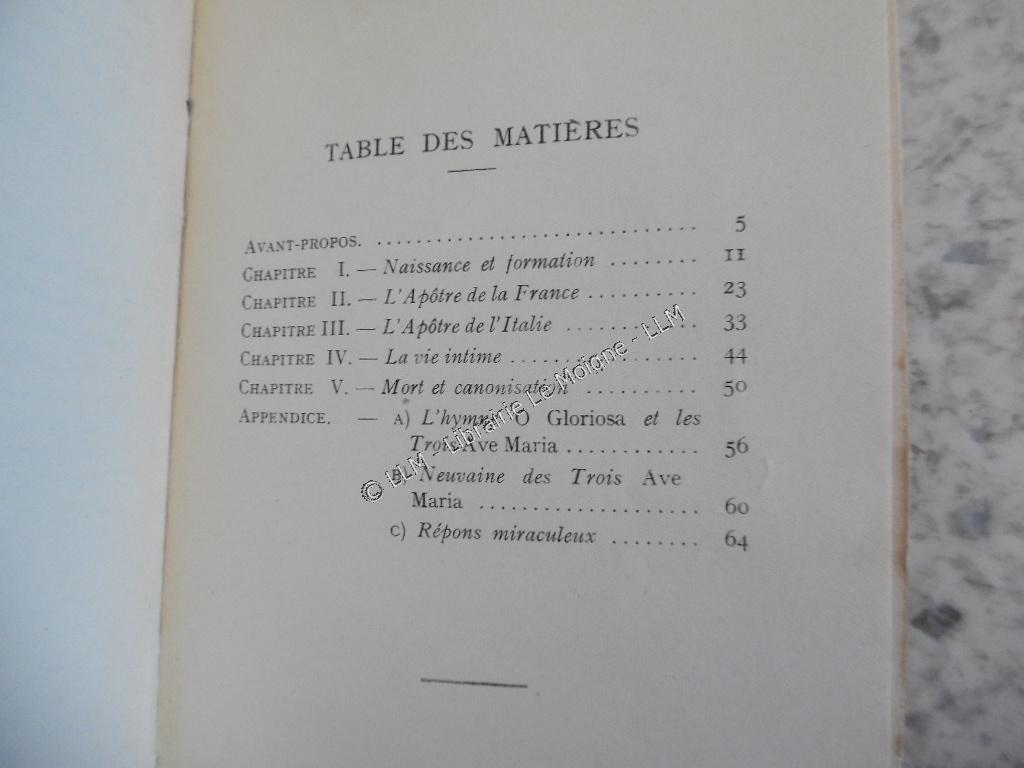 TABLE DES MATIÈRES
AVANT-PROPOS. .............................. 5
CHAPITRE I. — Naissance et formation ........ 11
CHAPITRE II. — L'Apôtre de la France .......... 23
CHAPITRE III. — L'Apôtre de l'Italie ............ 33
CHAPITRE IV. — La vie intime ................. 44
CHAPITRE V. — Mort et canonisation .......... 50
APPENDICE. — A) L'hymne O Gloriosa et les
Trois Ave Maria ............ 56
B) Neuvaine des Trois Ave
Maria .................... 60
C) Répons miraculeux ........ 64
© LLM - Librairie Le Moigne - LLM